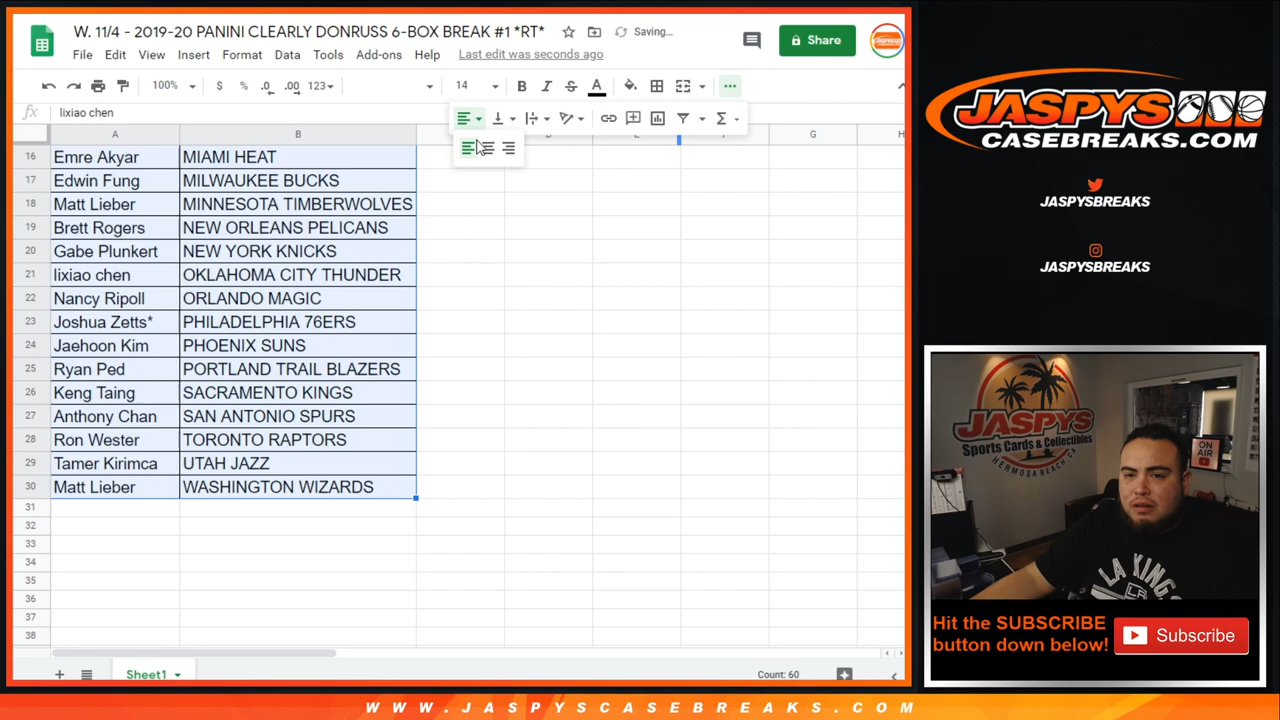 W. 11/4 - 2019-20 PANINI CLEARLY DONRUSS 6-BOX BREAK #1 *RT*
Saving...
Share
File Edit View Insert Format Data Tools Add-ons Help Last edit was seconds ago
100% $ % .0 .00 123 14 B I S A
fx lixiao chen
A B G H
16 Emre Akyar MIAMI HEAT
17 Edwin Fung MILWAUKEE BUCKS
18 Matt Lieber MINNESOTA TIMBERWOLVES
19 Brett Rogers NEW ORLEANS PELICANS
20 Gabe Plunkert NEW YORK KNICKS
21 lixiao chen OKLAHOMA CITY THUNDER
22 Nancy Ripoll ORLANDO MAGIC
23 Joshua Zetts* PHILADELPHIA 76ERS
24 Jaehoon Kim PHOENIX SUNS
25 Ryan Ped PORTLAND TRAIL BLAZERS
26 Keng Taing SACRAMENTO KINGS
27 Anthony Chan SAN ANTONIO SPURS
28 Ron Wester TORONTO RAPTORS
29 Tamer Kirimca UTAH JAZZ
30 Matt Lieber WASHINGTON WIZARDS
31
32
33
34
35
36
37
38
Sheet1
Count: 60
JASPYS
CASEBREAKS.COM
JASPYSBREAKS
JASPYSBREAKS
JASPYS
Sports Cards & Collectibles
HERMOSA BEACH, CA
ON AIR
LA KINGS
Hit the SUBSCRIBE
button down below!
Subscribe
WWW.JASPYSCASEBREAKS.COM